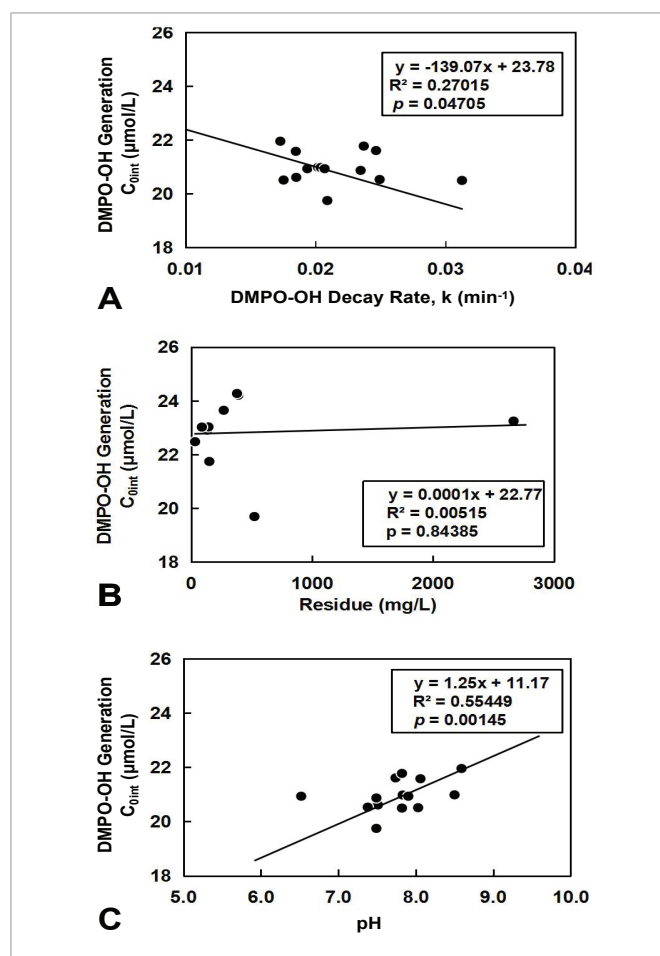 26
24
22
20
18
DMPO-OH Generation
C0int (µmol/L)
y = -139.07x + 23.78
R² = 0.27015
p = 0.04705
0.01 0.02 0.03 0.04
A
DMPO-OH Decay Rate, k (min⁻¹)
26
24
22
20
18
DMPO-OH Generation
C0int (µmol/L)
y = 0.0001x + 22.77
R² = 0.00515
p = 0.84385
0 1000 2000 3000
B
Residue (mg/L)
26
24
22
20
18
DMPO-OH Generation
C0int (µmol/L)
y = 1.25x + 11.17
R² = 0.55449
p = 0.00145
5.0 6.0 7.0 8.0 9.0 10.0
C
pH